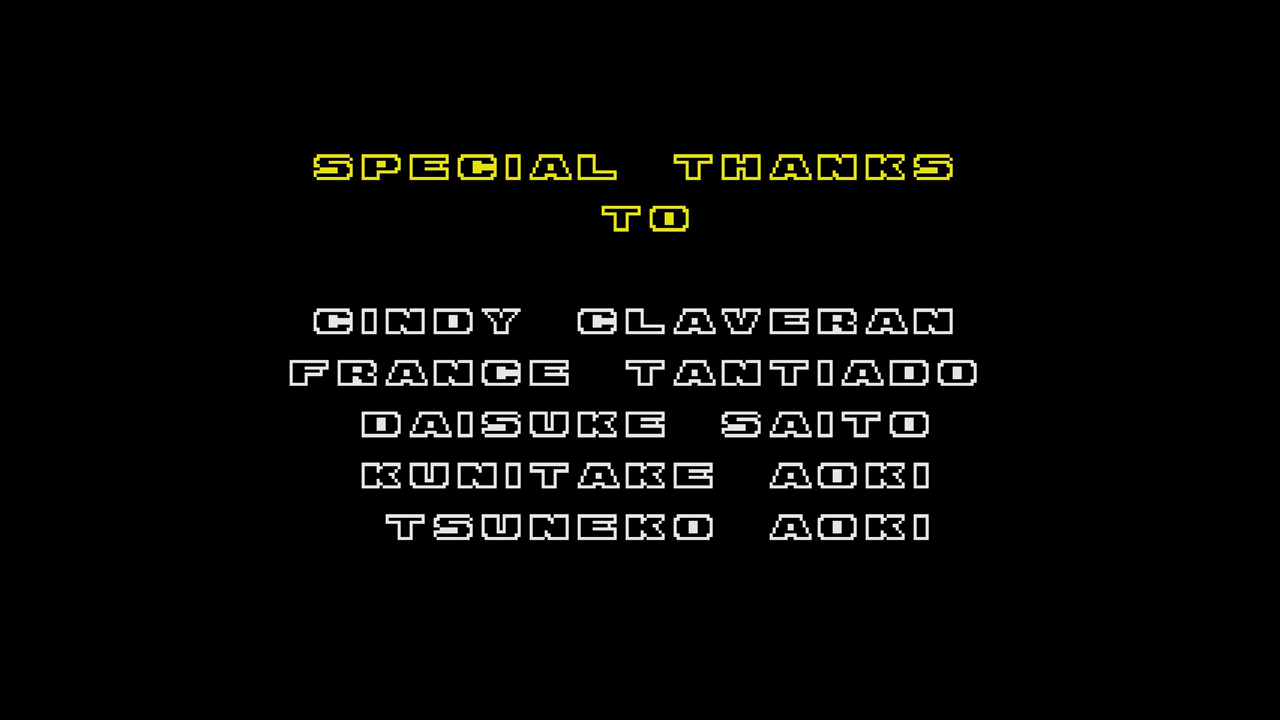 SPECIAL THANKS
TO
CINDY CLAVERAN
FRANCE TANTIADO
DAISUKE SAITO
KUNITAKE AOKI
TSUNEKO AOKI